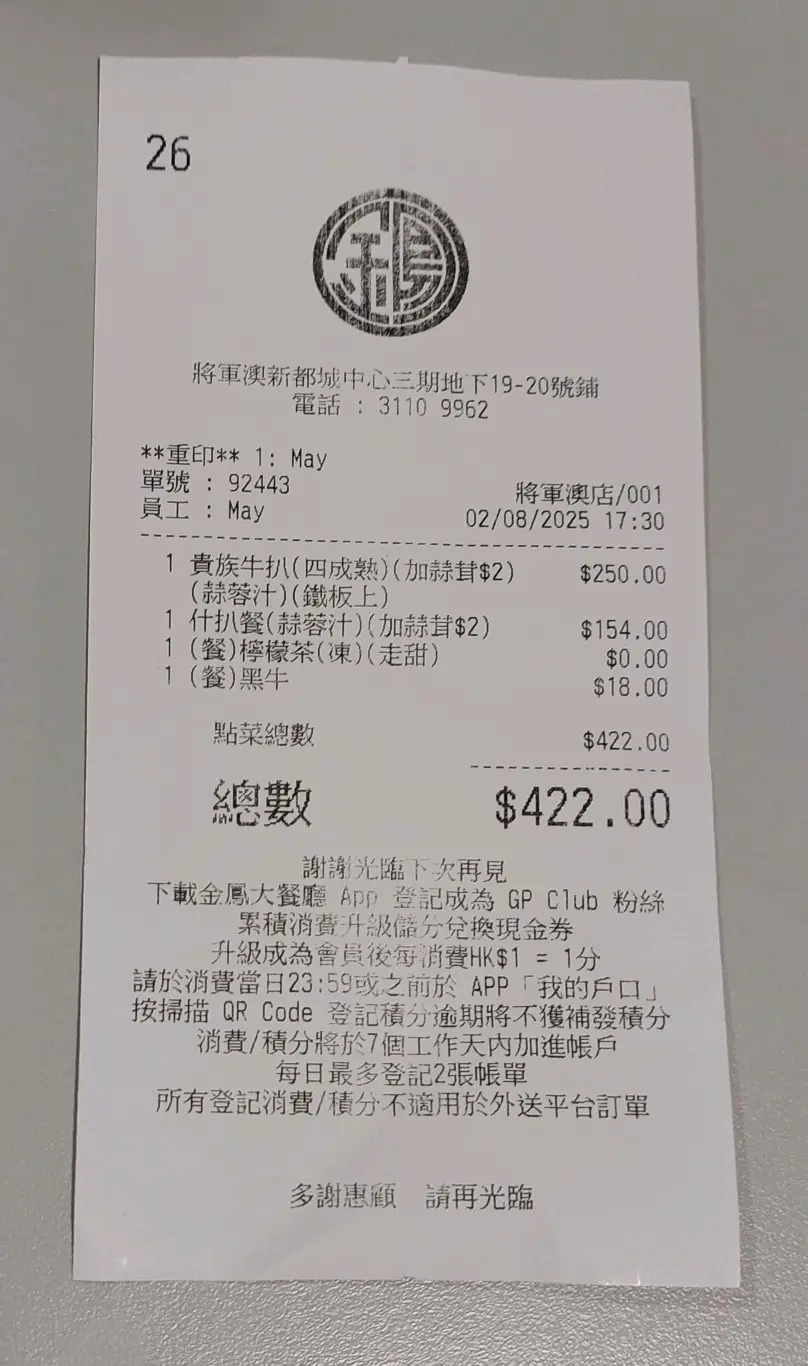 26
將軍澳新都城中心三期地下19-20號鋪
電話 : 3110 9962
**重印** 1: May
單號 : 92443
將軍澳店/001
員工 : May
02/08/2025 17:30
1 貴族牛扒(四成熟)(加蒜茸$2) $250.00
(蒜蓉汁)(鐵板上)
1 什扒餐(蒜蓉汁)(加蒜茸$2) $154.00
1 (餐)檸檬茶(凍)(走甜) $0.00
1 (餐)黑牛 $18.00
點菜總數 $422.00
總數 $422.00
謝謝光臨下次再見
下載金鳳大餐廳 App 登記成為 GP Club 粉絲
累積消費升級儲分兌換現金券
升級成為會員後每消費HK$1 = 1分
請於消費當日23:59或之前於 APP「我的戶口」
按掃描 QR Code 登記積分逾期將不獲補發積分
消費/積分將於7個工作天內加進帳戶
每日最多登記2張帳單
所有登記消費/積分不適用於外送平台訂單
多謝惠顧 請再光臨